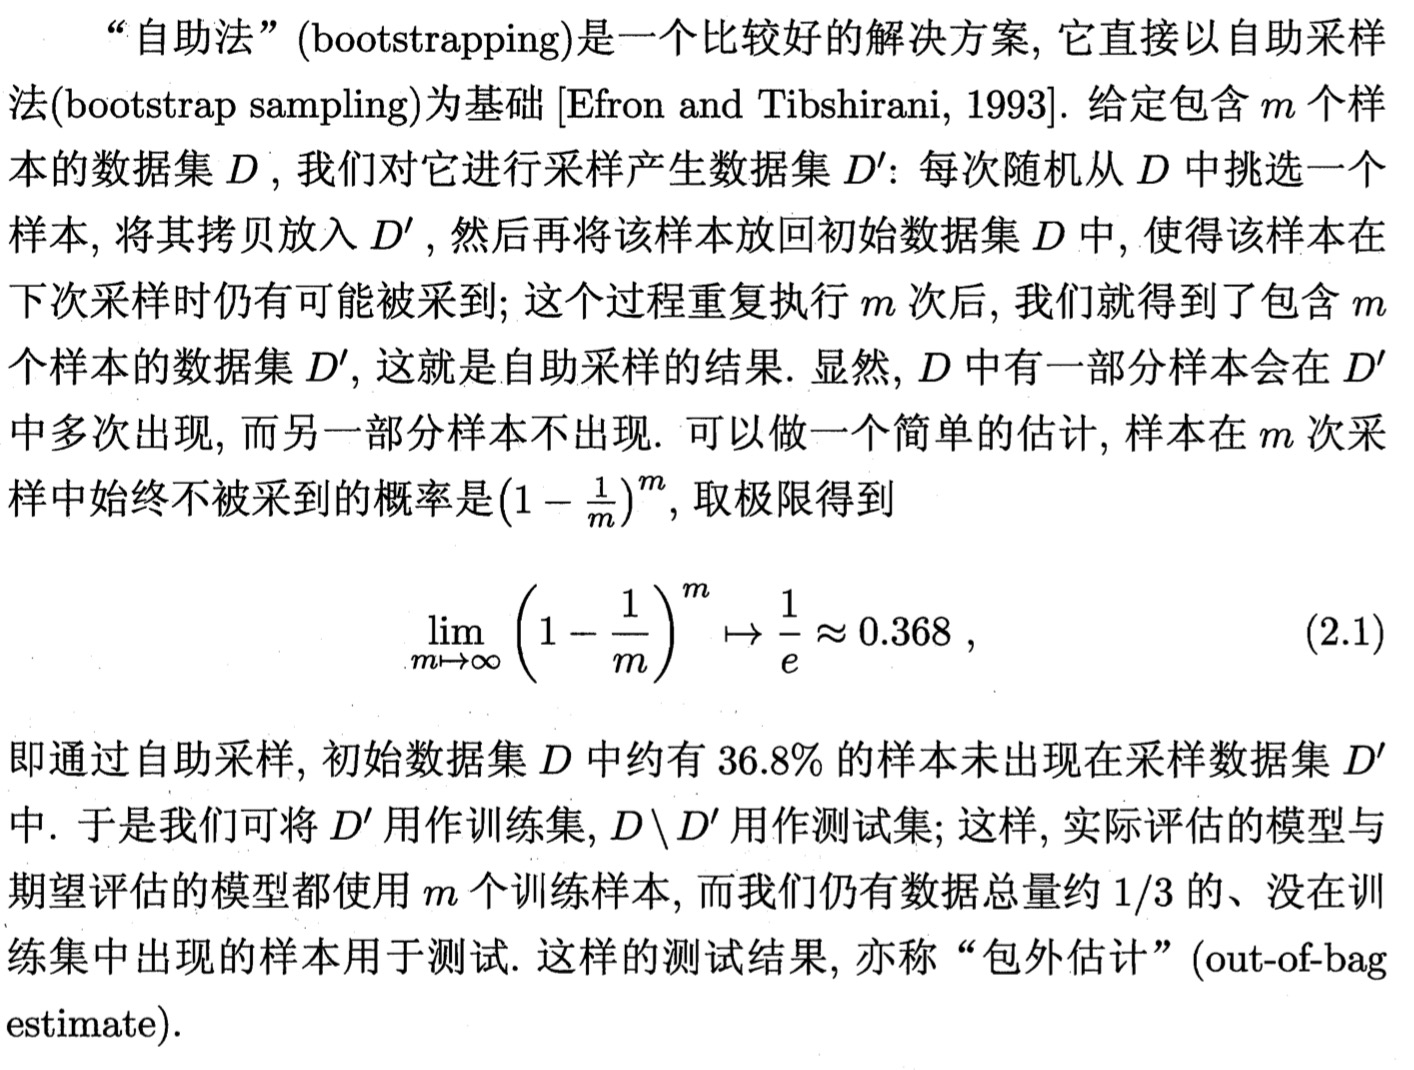 “自助法” (bootstrapping)是一个比较好的解决方案, 它直接以自助采样
法(bootstrap sampling)为基础 [Efron and Tibshirani, 1993]. 给定包含 m 个样
本的数据集 D , 我们对它进行采样产生数据集 D′: 每次随机从 D 中挑选一个
样本, 将其拷贝放入 D′ , 然后再将该样本放回初始数据集 D 中, 使得该样本在
下次采样时仍有可能被采到; 这个过程重复执行 m 次后, 我们就得到了包含 m
个样本的数据集 D′, 这就是自助采样的结果. 显然, D 中有一部分样本会在 D′
中多次出现, 而另一部分样本不出现. 可以做一个简单的估计, 样本在 m 次采
样中始终不被采到的概率是(1 − 1/m)^m, 取极限得到
lim_{m↦∞} (1 − 1/m)^m ↦ 1/e ≈ 0.368 , (2.1)
即通过自助采样, 初始数据集 D 中约有 36.8% 的样本未出现在采样数据集 D′
中. 于是我们可将 D′ 用作训练集, D\D′ 用作测试集; 这样, 实际评估的模型与
期望评估的模型都使用 m 个训练样本, 而我们仍有数据总量约 1/3 的、没在训
练集中出现的样本用于测试. 这样的测试结果, 亦称 “包外估计” (out-of-bag
estimate).